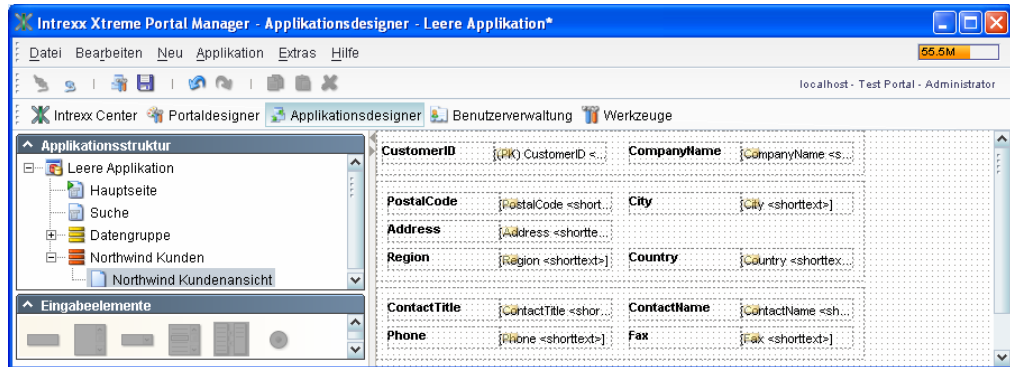 Intrexx Xtreme Portal Manager - Applikationsdesigner - Leere Applikation*
Datei Bearbeiten Neu Applikation Extras Hilfe
55.5M
localhost - Test Portal - Administrator
Intrexx Center Portaldesigner Applikationsdesigner Benutzerverwaltung Werkzeuge
Applikationsstruktur
Leere Applikation
Hauptseite
Suche
Datengruppe
Northwind Kunden
Northwind Kundenansicht
Eingabeelemente
CustomerID [(PK) CustomerID <...] CompanyName [CompanyName <s...]
PostalCode [PostalCode <short...] City [City <shorttext>]
Address [Address <shortte...]
Region [Region <shorttext>] Country [Country <shorttex...]
ContactTitle [ContactTitle <shor...] ContactName [ContactName <sh...]
Phone [Phone <shorttext>] Fax [Fax <shorttext>]